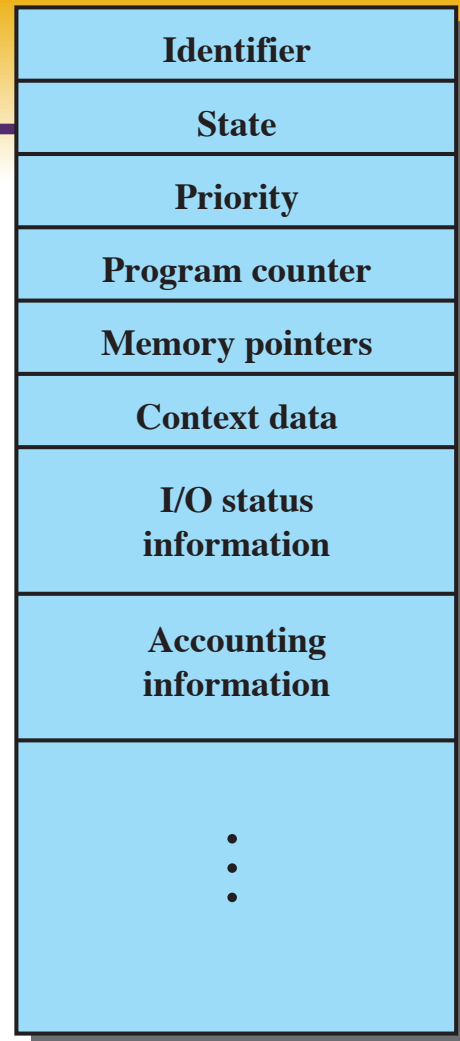 Identifier
State
Priority
Program counter
Memory pointers
Context data
I/O status
information
Accounting
information
•
•
•